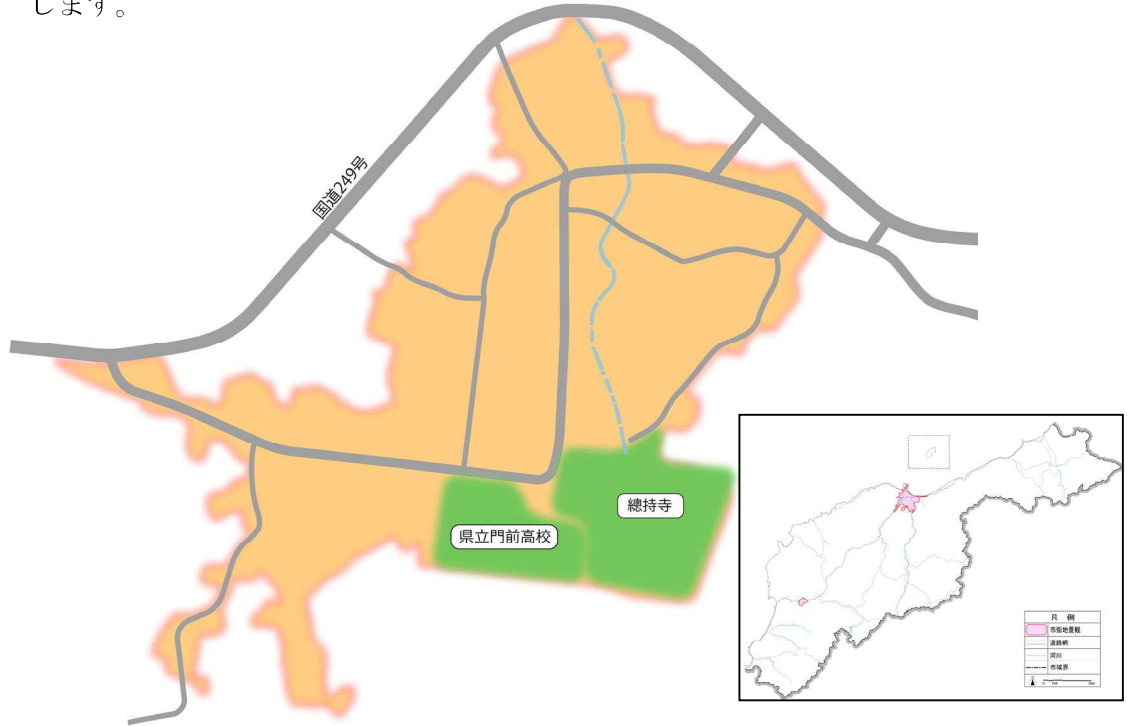 します。
国道249号
總持寺
県立門前高校
凡 例
市街地景観
道路網
河川
市域界